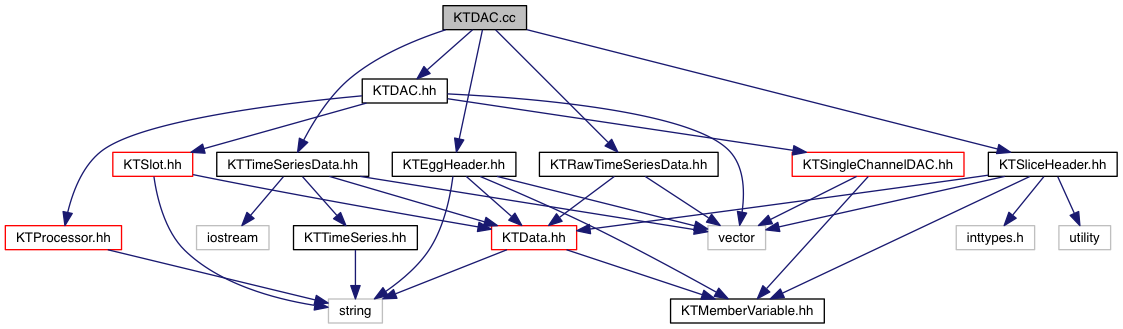 KTDAC.cc
KTDAC.hh
KTSlot.hh
KTTimeSeriesData.hh
KTEggHeader.hh
KTRawTimeSeriesData.hh
KTSingleChannelDAC.hh
KTSliceHeader.hh
KTProcessor.hh
iostream
KTTimeSeries.hh
KTData.hh
vector
inttypes.h
utility
string
KTMemberVariable.hh